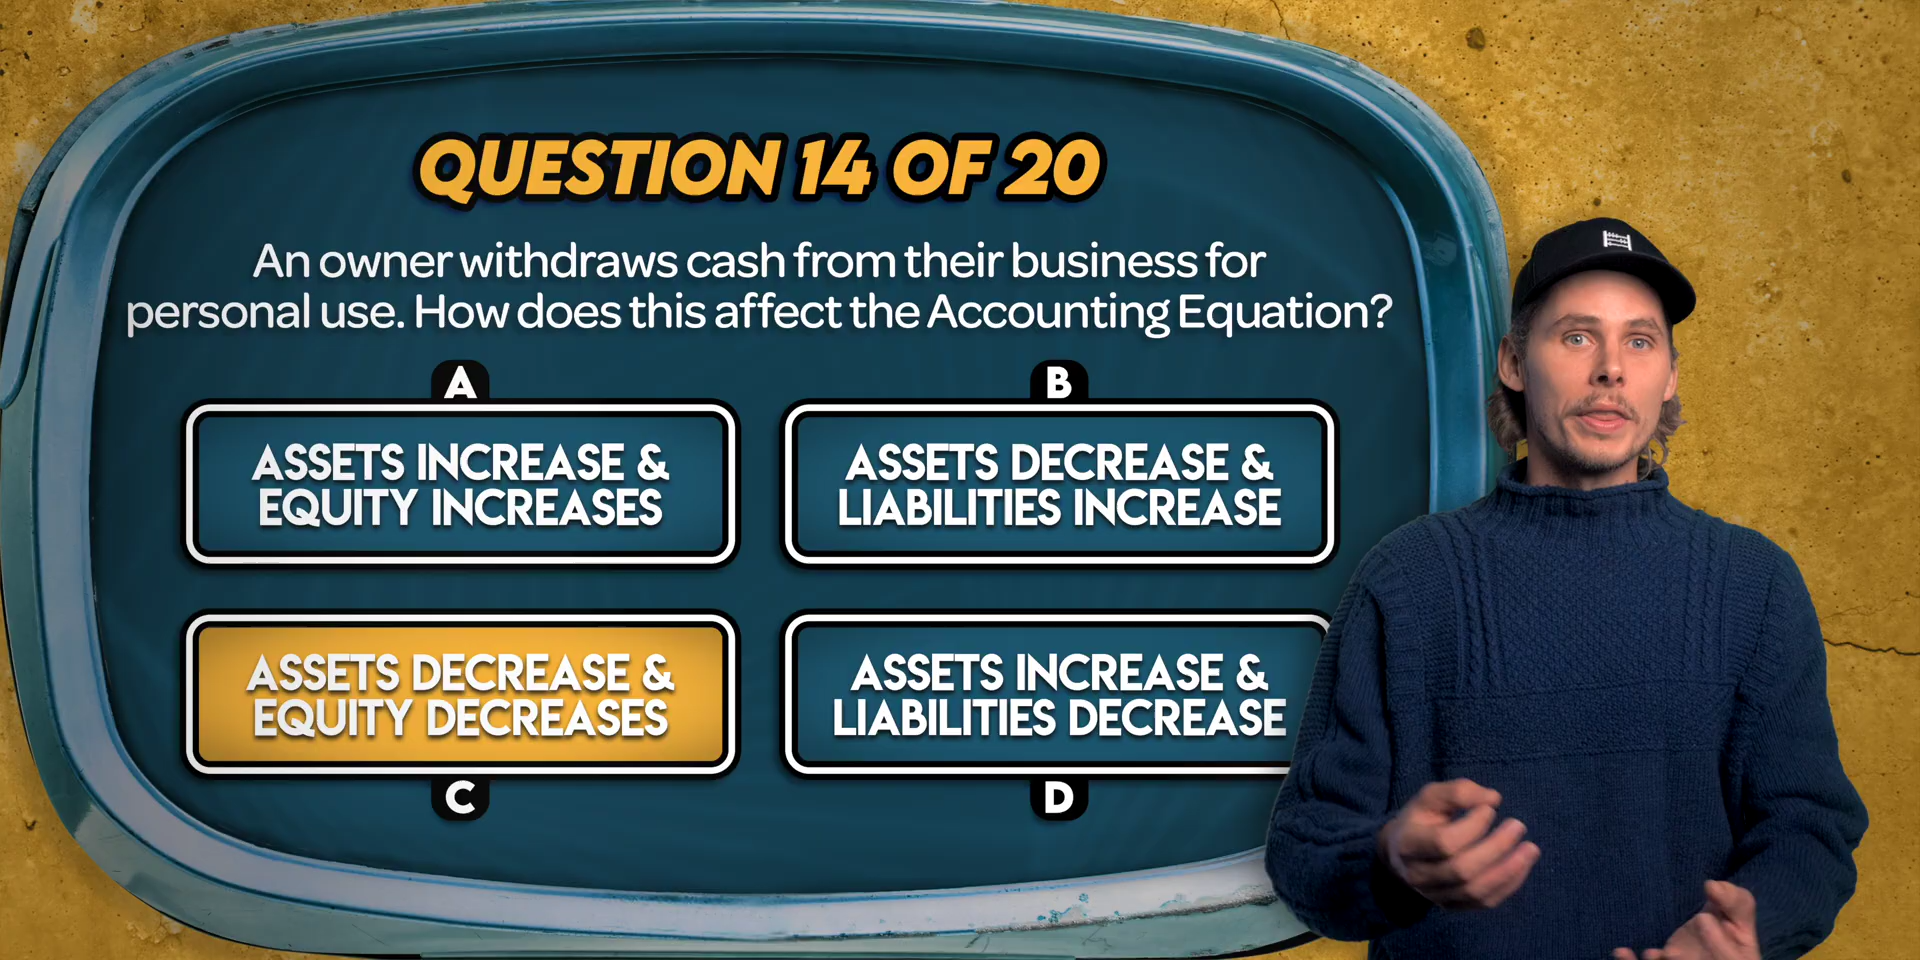 QUESTION 14 OF 20
An owner withdraws cash from their business for
personal use. How does this affect the Accounting Equation?
A
ASSETS INCREASE &
EQUITY INCREASES
B
ASSETS DECREASE &
LIABILITIES INCREASE
ASSETS DECREASE &
EQUITY DECREASES
C
ASSETS INCREASE &
LIABILITIES DECREASE
D